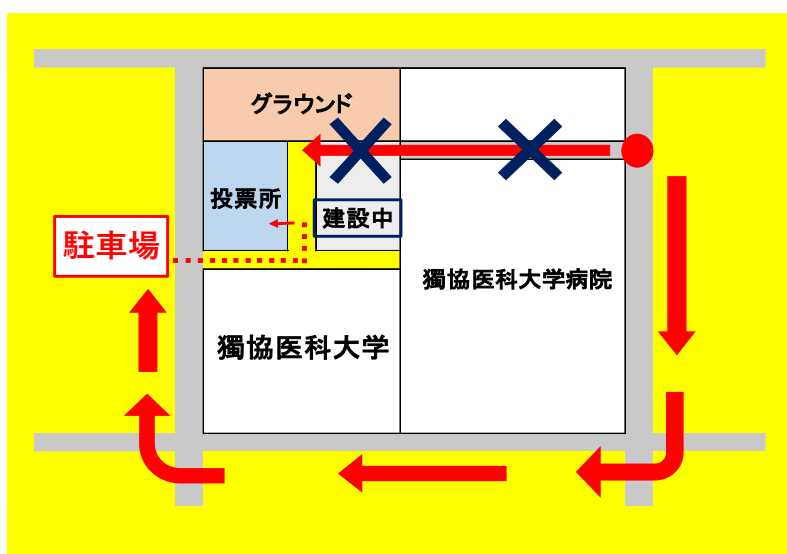 グラウンド
投票所
建設中
駐車場
獨協医科大学病院
獨協医科大学